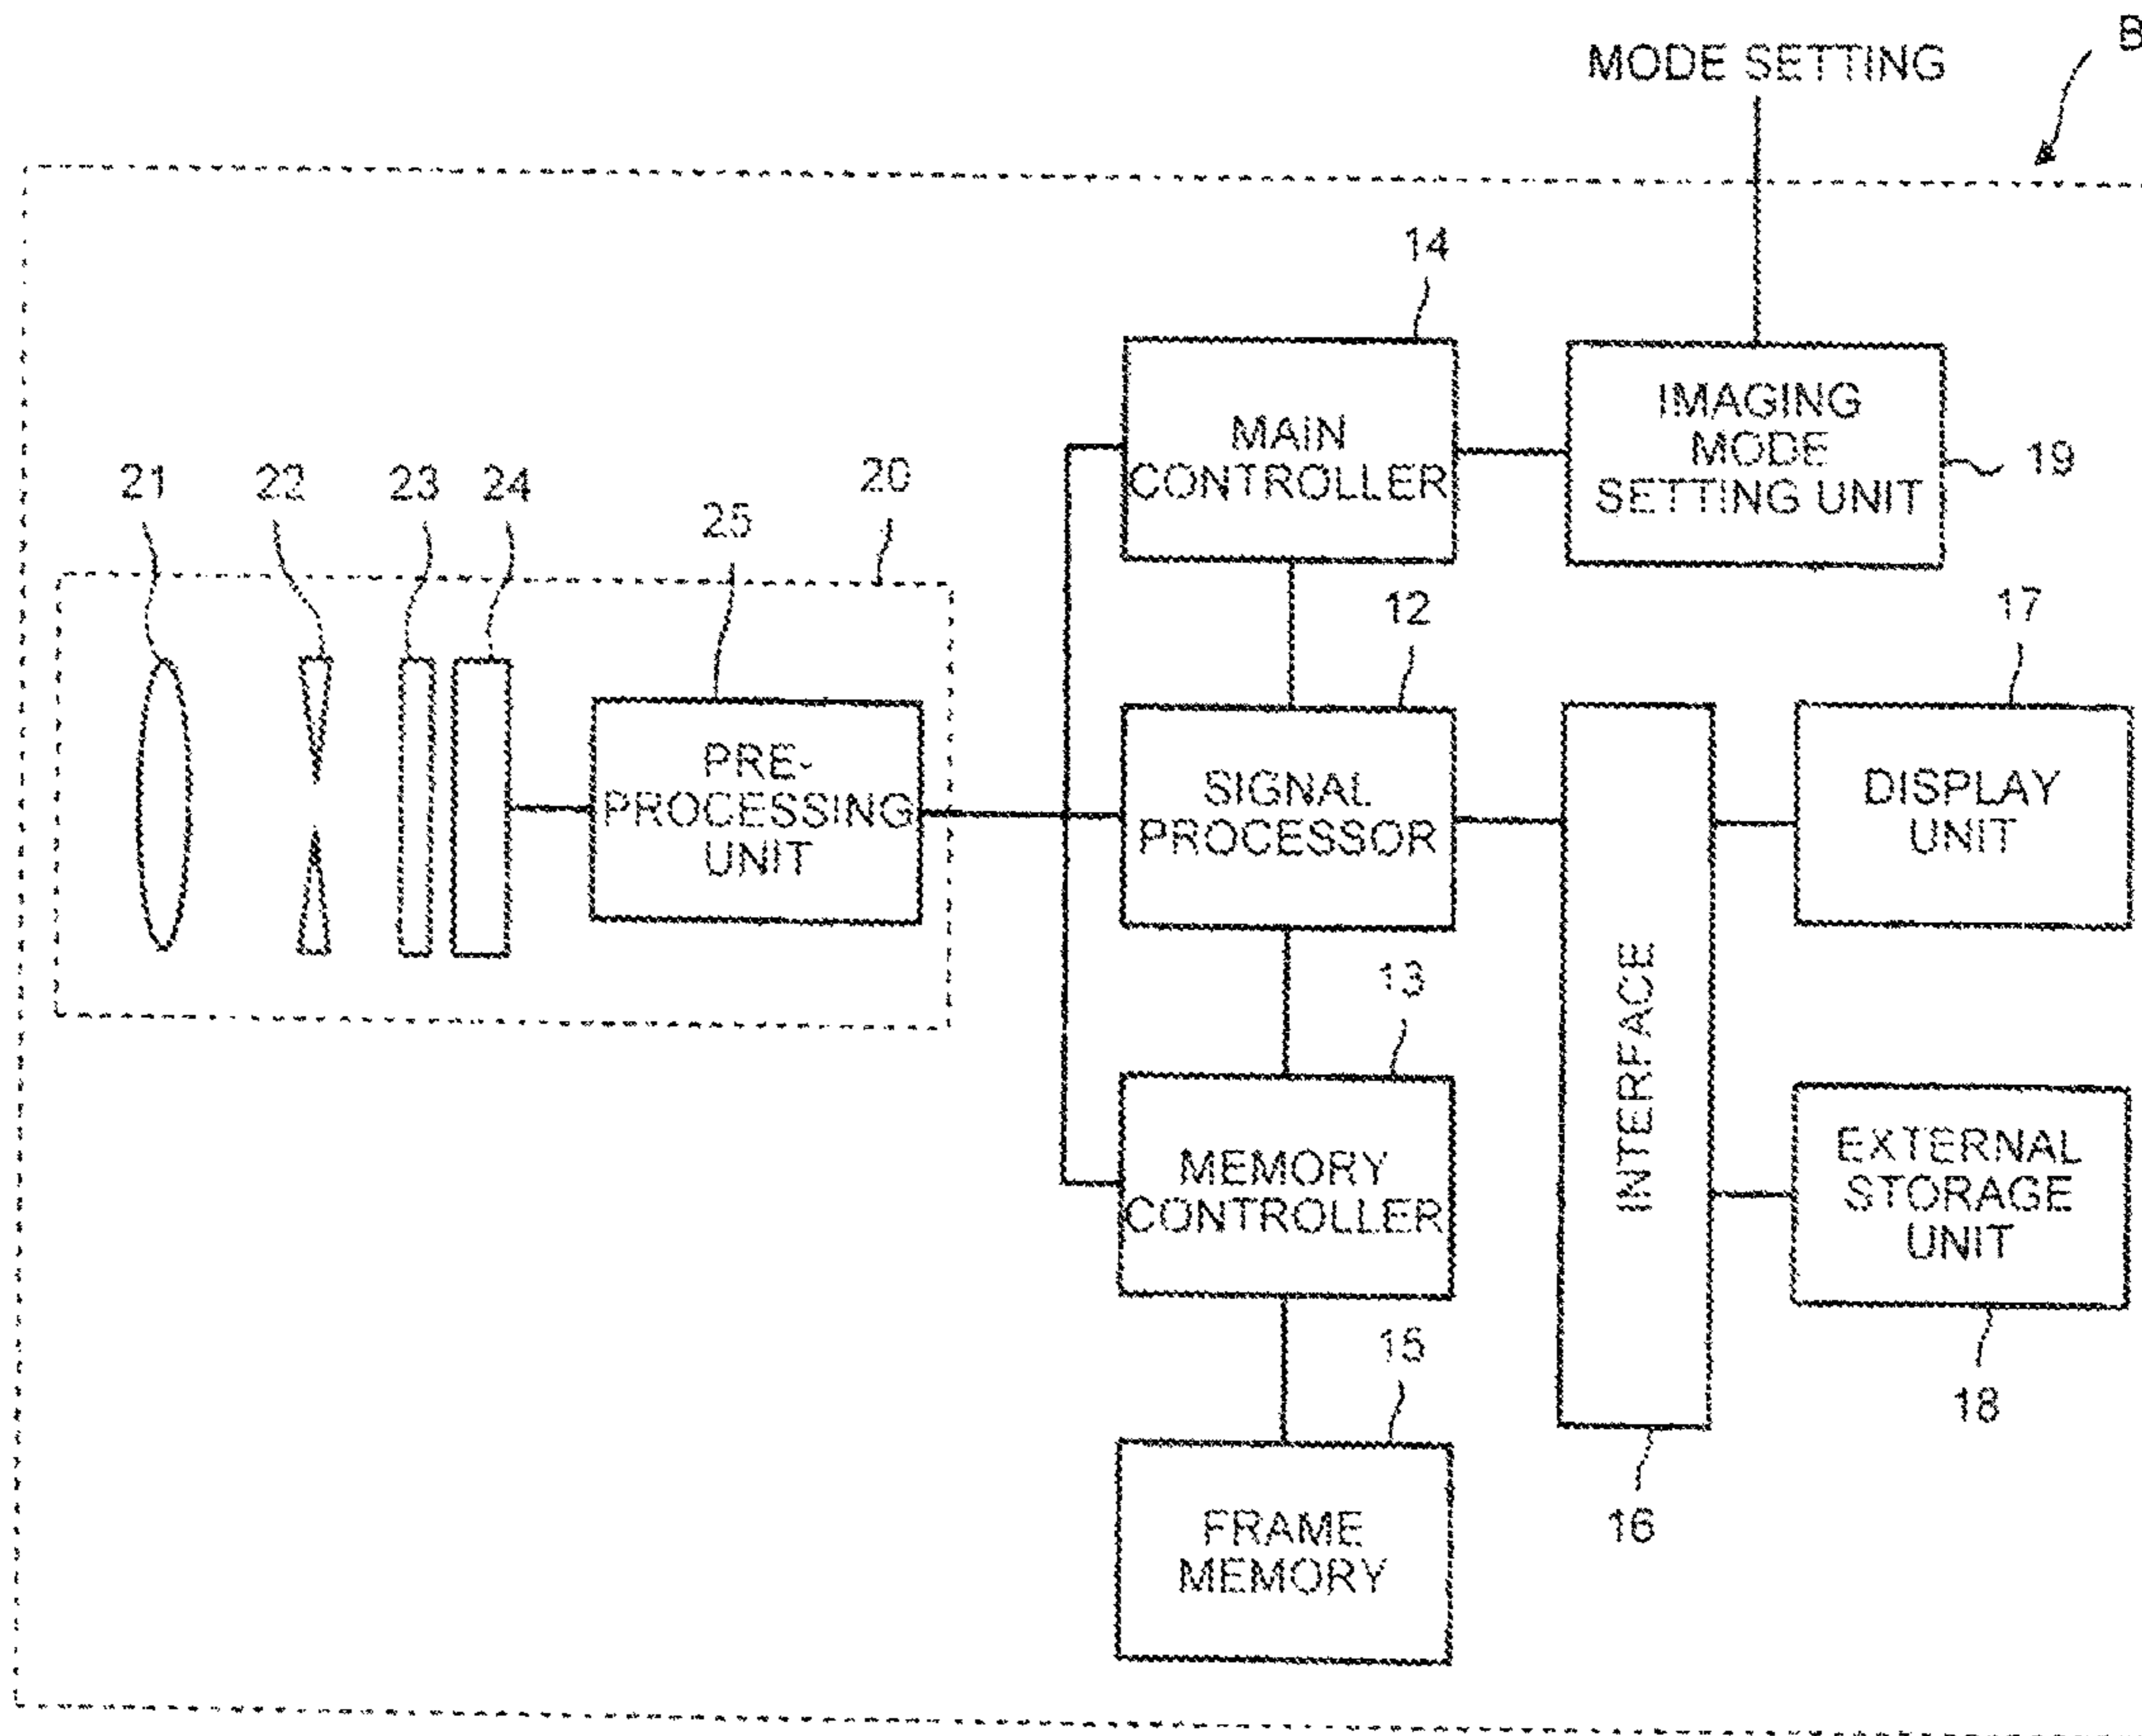 B
MODE SETTING
14
MAIN
CONTROLLER
IMAGING
MODE
SETTING UNIT
19
21
22
23
24
25
20
12
17
PRE-
PROCESSING
UNIT
SIGNAL
PROCESSOR
DISPLAY
UNIT
13
INTERFACE
MEMORY
CONTROLLER
EXTERNAL
STORAGE
UNIT
15
18
16
FRAME
MEMORY